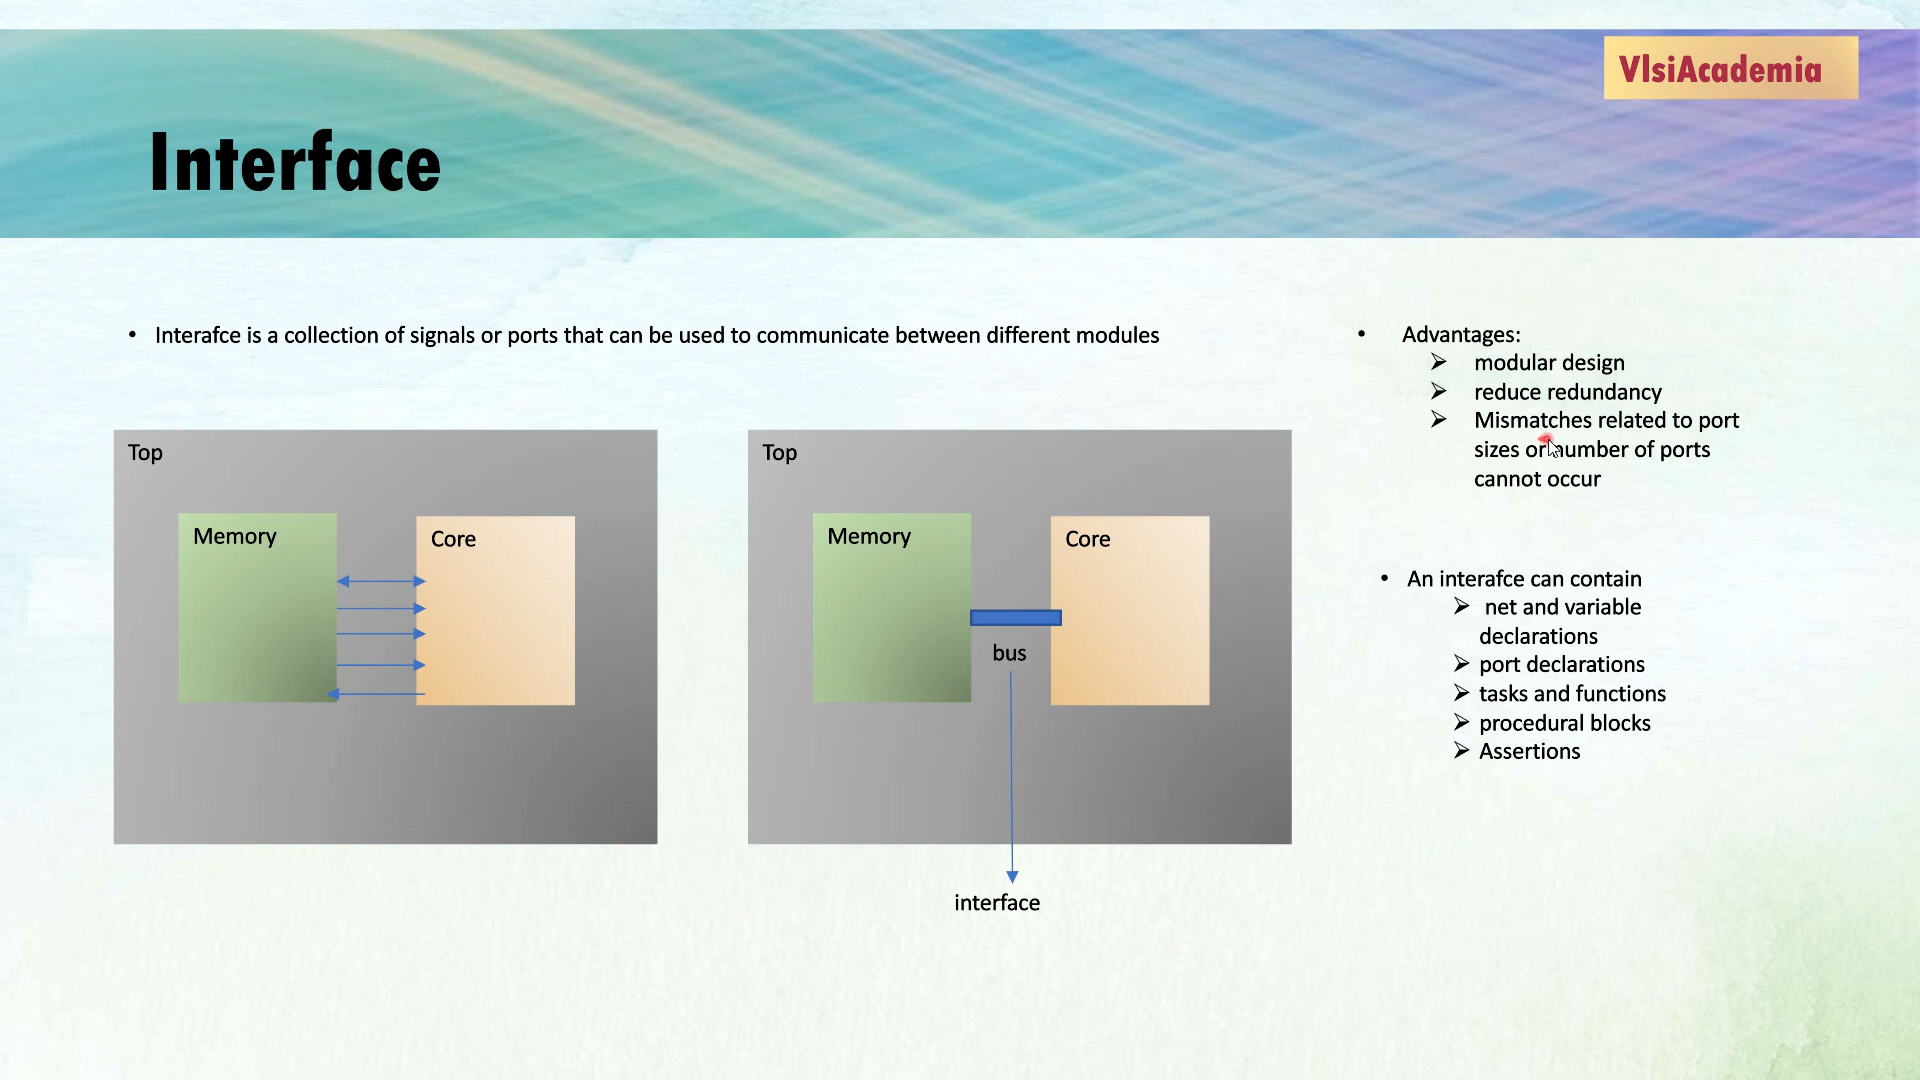 VlsiAcademia
Interface
• Interafce is a collection of signals or ports that can be used to communicate between different modules
Top
Memory
Core
Top
Memory
Core
bus
interface
• Advantages:
➢ modular design
➢ reduce redundancy
➢ Mismatches related to port
sizes or number of ports
cannot occur
• An interafce can contain
➢ net and variable
declarations
➢ port declarations
➢ tasks and functions
➢ procedural blocks
➢ Assertions